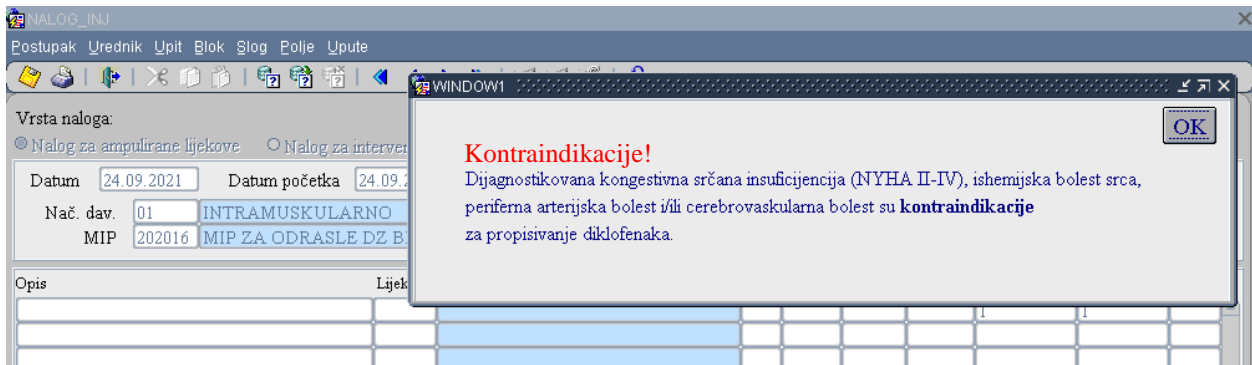 NALOG_INJ
Postupak Urednik Upit Blok Slog Polje Upute
WINDOW1
OK
Kontraindikacije!
Dijagnostikovana kongestivna srčana insuficijencija (NYHA II-IV), ishemijska bolest srca,
periferna arterijska bolest i/ili cerebrovaskularna bolest su kontraindikacije
za propisivanje diklofenaka.
Vrsta naloga:
Nalog za ampulirane lijekove Nalog za
Datum 24.09.2021 Datum početka 24.09.
Nač. dav. 01 INTRAMUSKULARNO
MIP 202016 MIP ZA ODRASLE DZ
Opis Lijek
1 1